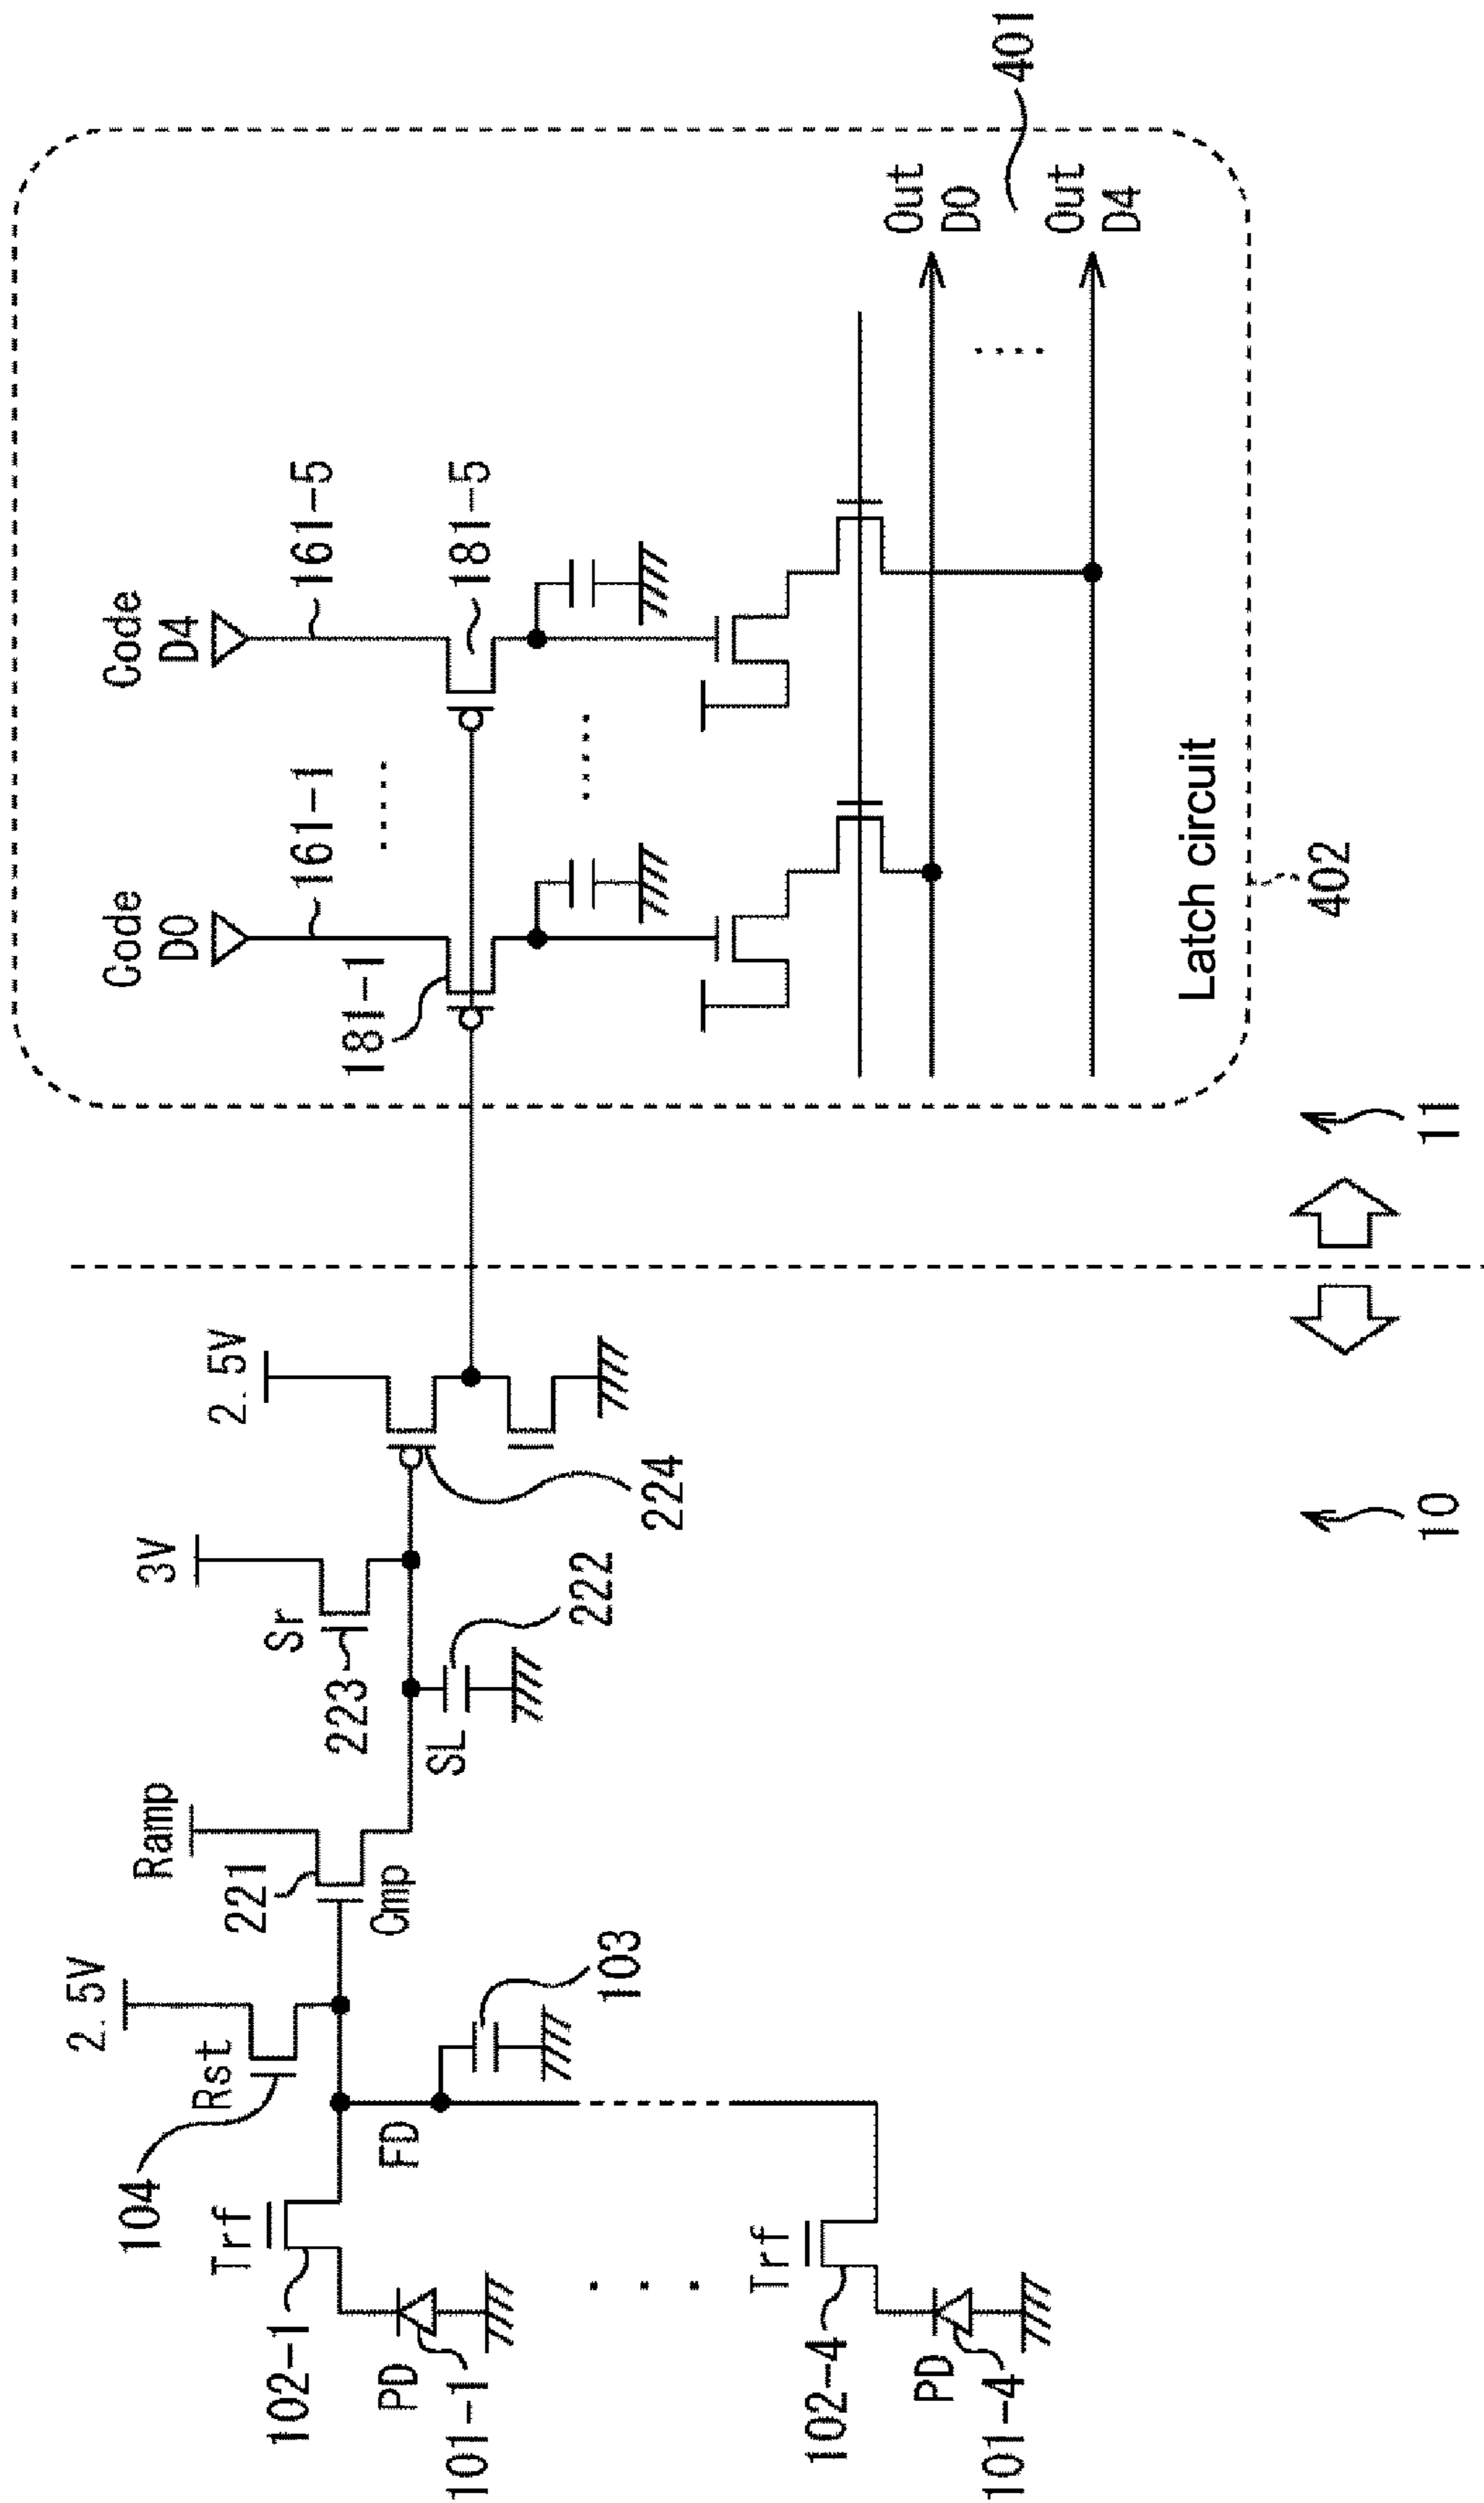 Code
D0
Code
D4
161-1
161-5
181-1
181-5
Out
D0
Out
D4
401
Latch circuit
402
2.5V
3V
Ramp
2.5V
Sr
223
221
Rst
104
Cmp
SL
222
224
Trf
102-1
FD
103
PD
101-1
Trf
102-4
PD
101-4
10
11